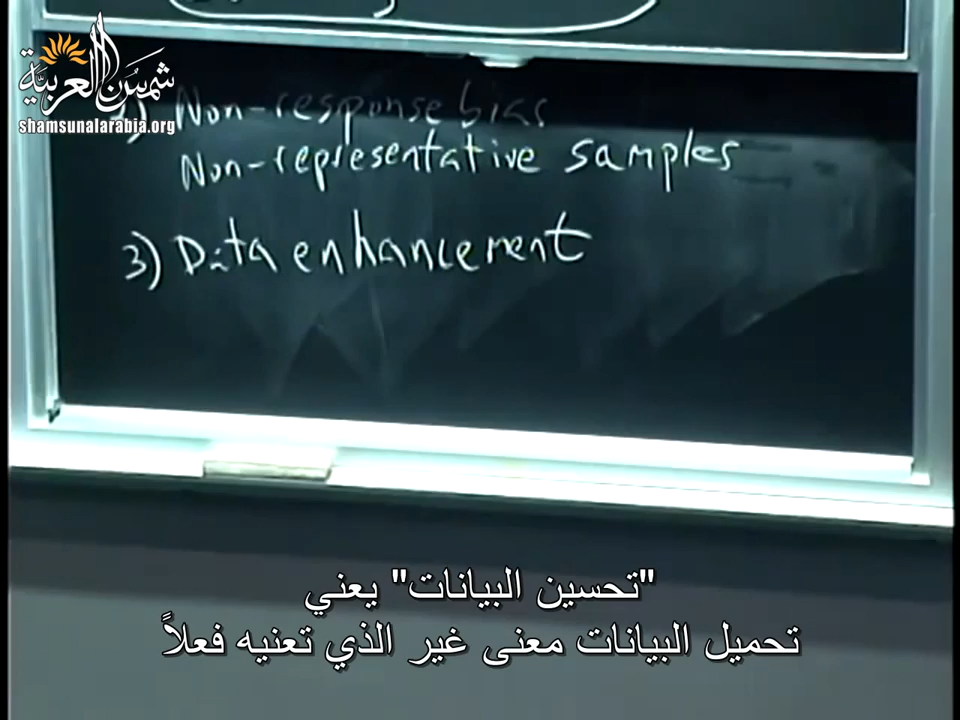 شمس العربية
shamsunalarabia.org
2) Non-response bias
Non-representative samples
3) Data enhancement
"تحسين البيانات" يعني
تحميل البيانات معنى غير الذي تعنيه فعلاً